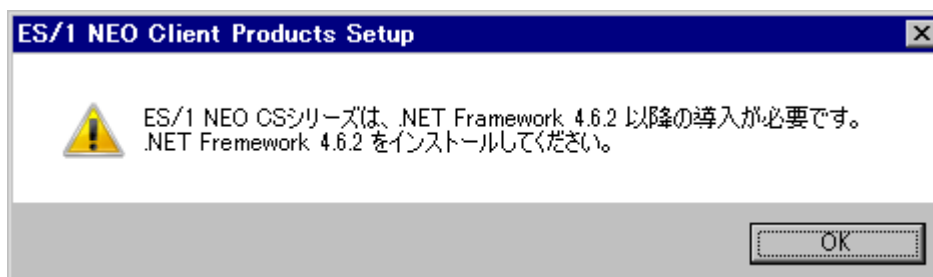 ES/1 NEO Client Products Setup
ES/1 NEO CSシリーズは、.NET Framework 4.6.2 以降の導入が必要です。
.NET Fremework 4.6.2 をインストールしてください。
OK